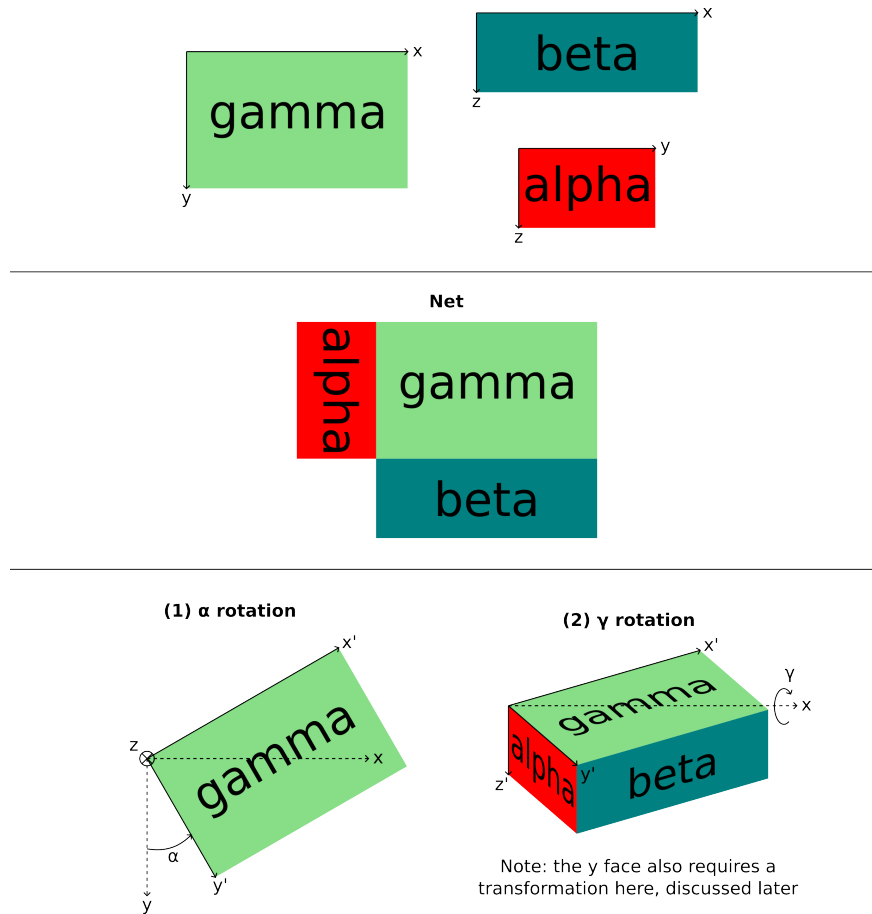 x
gamma
y
x
beta
z
y
alpha
z
Net
alpha
gamma
beta
(1) α rotation
x'
z
gamma
x
α
y'
y
(2) γ rotation
x'
γ
gamma
x
alpha
y'
beta
z'
Note: the y face also requires a
transformation here, discussed later